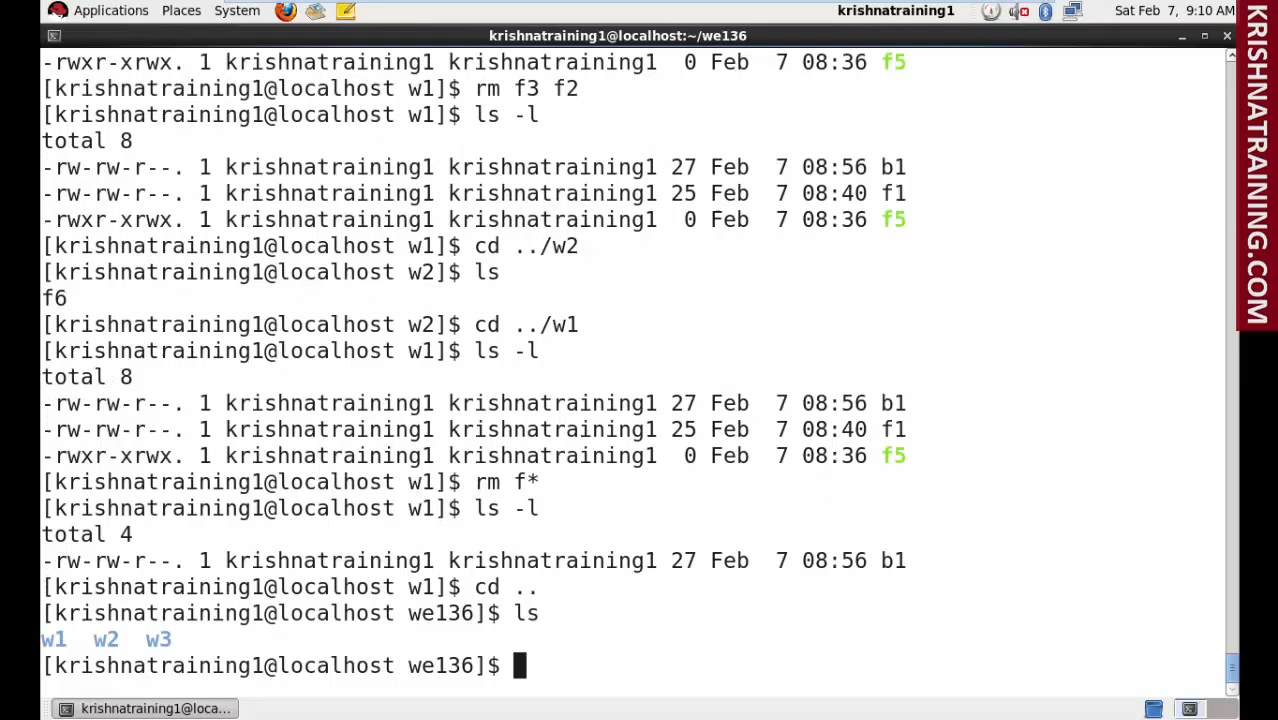 Applications Places System krishnatraining1 Sat Feb 7, 9:10 AM
krishnatraining1@localhost:~/we136
-rwxr-xrwx. 1 krishnatraining1 krishnatraining1  0 Feb  7 08:36 f5
[krishnatraining1@localhost w1]$ rm f3 f2
[krishnatraining1@localhost w1]$ ls -l
total 8
-rw-rw-r--. 1 krishnatraining1 krishnatraining1 27 Feb  7 08:56 b1
-rw-rw-r--. 1 krishnatraining1 krishnatraining1 25 Feb  7 08:40 f1
-rwxr-xrwx. 1 krishnatraining1 krishnatraining1  0 Feb  7 08:36 f5
[krishnatraining1@localhost w1]$ cd ../w2
[krishnatraining1@localhost w2]$ ls
f6
[krishnatraining1@localhost w2]$ cd ../w1
[krishnatraining1@localhost w1]$ ls -l
total 8
-rw-rw-r--. 1 krishnatraining1 krishnatraining1 27 Feb  7 08:56 b1
-rw-rw-r--. 1 krishnatraining1 krishnatraining1 25 Feb  7 08:40 f1
-rwxr-xrwx. 1 krishnatraining1 krishnatraining1  0 Feb  7 08:36 f5
[krishnatraining1@localhost w1]$ rm f*
[krishnatraining1@localhost w1]$ ls -l
total 4
-rw-rw-r--. 1 krishnatraining1 krishnatraining1 27 Feb  7 08:56 b1
[krishnatraining1@localhost w1]$ cd ..
[krishnatraining1@localhost we136]$ ls
w1  w2  w3
[krishnatraining1@localhost we136]$
krishnatraining1@loca...
KRISHNATRAINING.COM